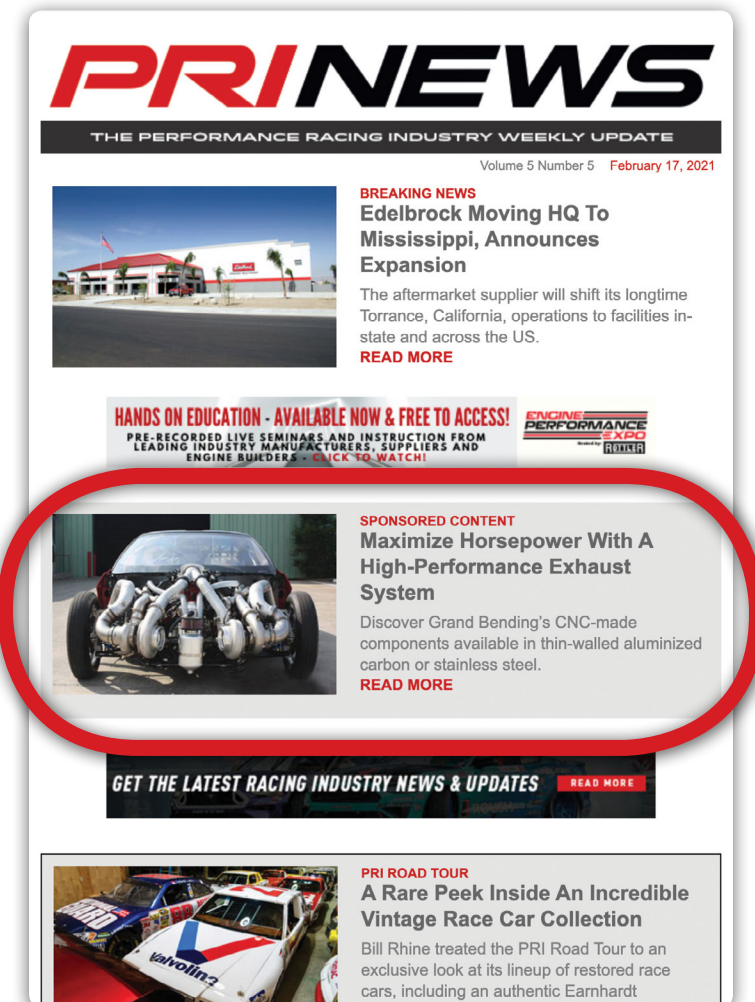 PRINEWS
THE PERFORMANCE RACING INDUSTRY WEEKLY UPDATE
Volume 5 Number 5 February 17, 2021
BREAKING NEWS
Edelbrock Moving HQ To
Mississippi, Announces
Expansion
The aftermarket supplier will shift its longtime
Torrance, California, operations to facilities in-
state and across the US.
READ MORE
Edelbrock
HANDS ON EDUCATION - AVAILABLE NOW & FREE TO ACCESS!
PRE-RECORDED LIVE SEMINARS AND INSTRUCTION FROM
LEADING INDUSTRY MANUFACTURERS, SUPPLIERS AND
ENGINE BUILDERS - CLICK TO WATCH!
ENGINE
PERFORMANCE
EXPO
Hosted by: ROTTLER
SPONSORED CONTENT
Maximize Horsepower With A
High-Performance Exhaust
System
Discover Grand Bending’s CNC-made
components available in thin-walled aluminized
carbon or stainless steel.
READ MORE
GET THE LATEST RACING INDUSTRY NEWS & UPDATES READ MORE
PRI ROAD TOUR
A Rare Peek Inside An Incredible
Vintage Race Car Collection
Bill Rhine treated the PRI Road Tour to an
exclusive look at its lineup of restored race
cars, including an authentic Earnhardt
Valvoline